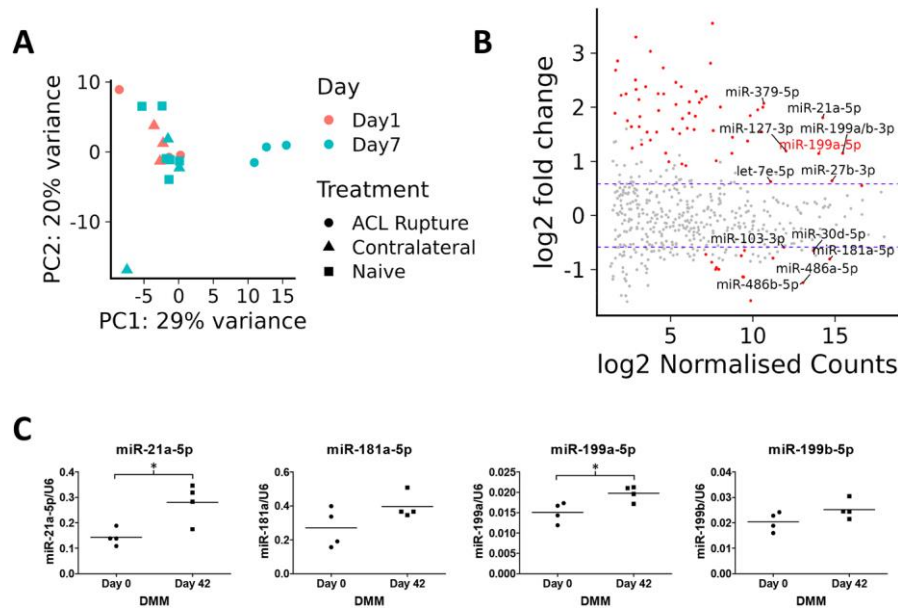 A
10
0
-10
PC2: 20% variance
-5
0
5
10
15
PC1: 29% variance
Day
Day1
Day7
Treatment
ACL Rupture
Contralateral
Naive
B
3
2
1
0
-1
log2 fold change
miR-379-5p
miR-21a-5p
miR-127-3p
miR-199a/b-3p
miR-199a-5p
let-7e-5p
miR-27b-3p
miR-103-3p
miR-30d-5p
miR-181a-5p
miR-486a-5p
miR-486b-5p
5
10
15
log2 Normalised Counts
C
miR-21a-5p
miR-21a-5p/U6
0.4
0.3
0.2
0.1
0.0
*
Day 0
Day 42
DMM
miR-181a-5p
miR-181a/U6
0.6
0.4
0.2
0.0
Day 0
Day 42
DMM
miR-199a-5p
miR-199a/U6
0.025
0.020
0.015
0.010
0.005
0.000
*
Day 0
Day 42
DMM
miR-199b-5p
miR-199b/U6
0.06
0.04
0.02
0.00
Day 0
Day 42
DMM